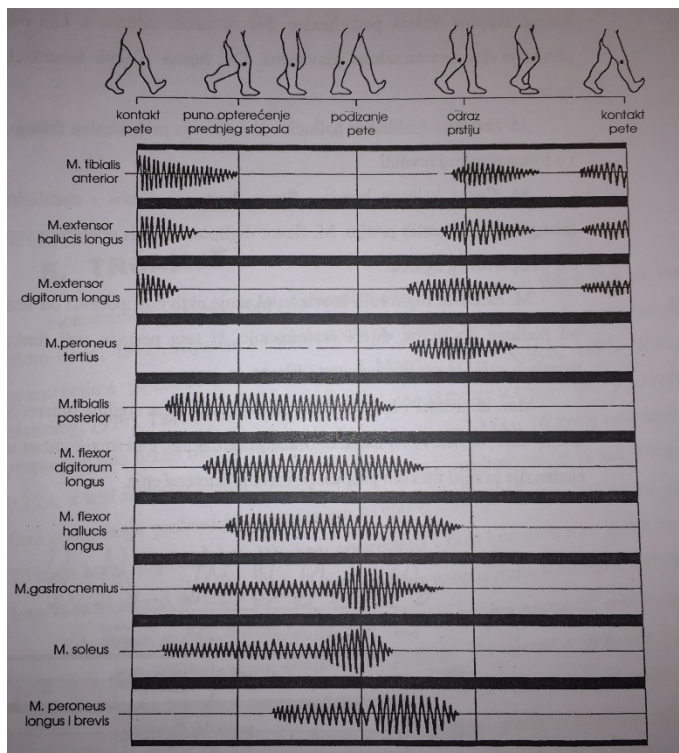 kontakt
pete
puno opterećenje
prednjeg stopala
podizanje
pete
odraz
prstiju
kontakt
pete
M. tibialis
anterior
M.extensor
hallucis longus
M.extensor
digitorum longus
M.peroneus
tertius
M.tibialis
posterior
M. flexor
digitorum
longus
M. flexor
hallucis
longus
M.gastrocnemius
M. soleus
M. peroneus
longus i brevis